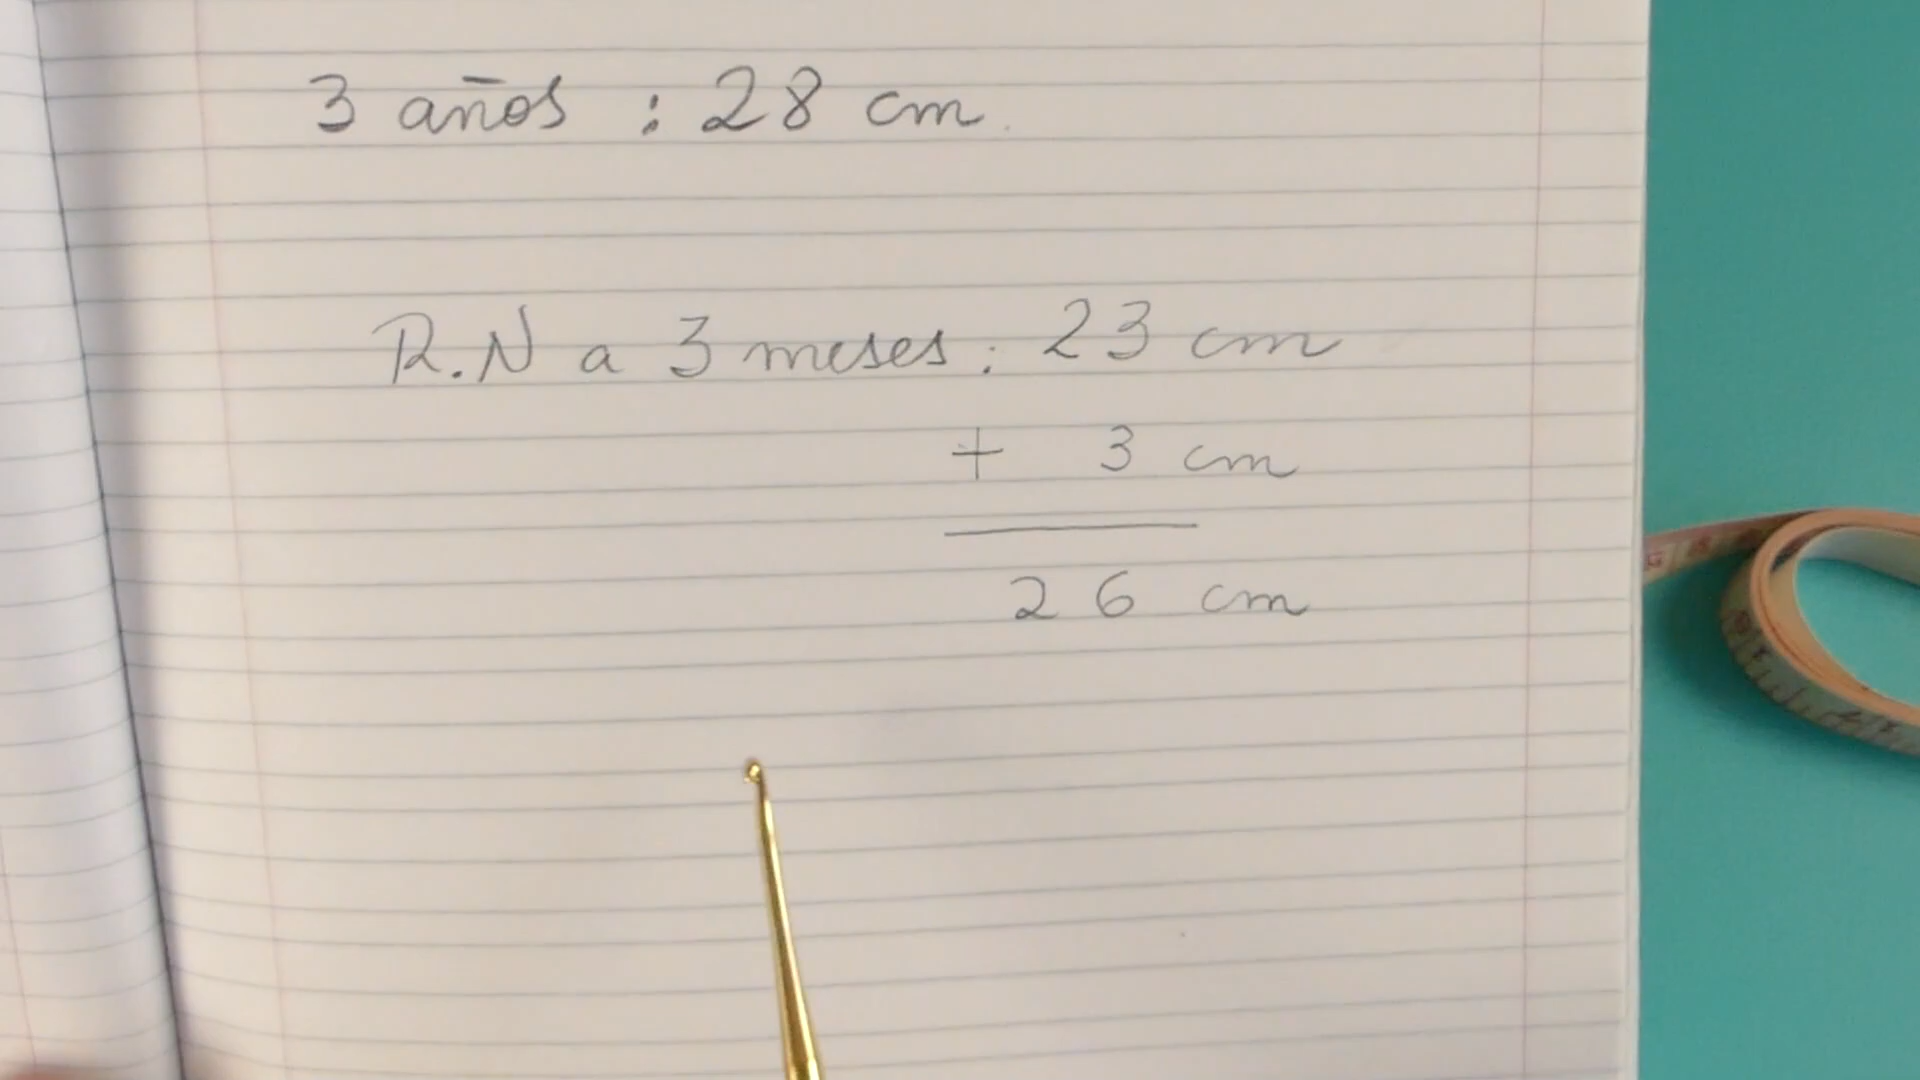 3 años : 28 cm.
R.N a 3 meses : 23 cm
+ 3 cm
26 cm